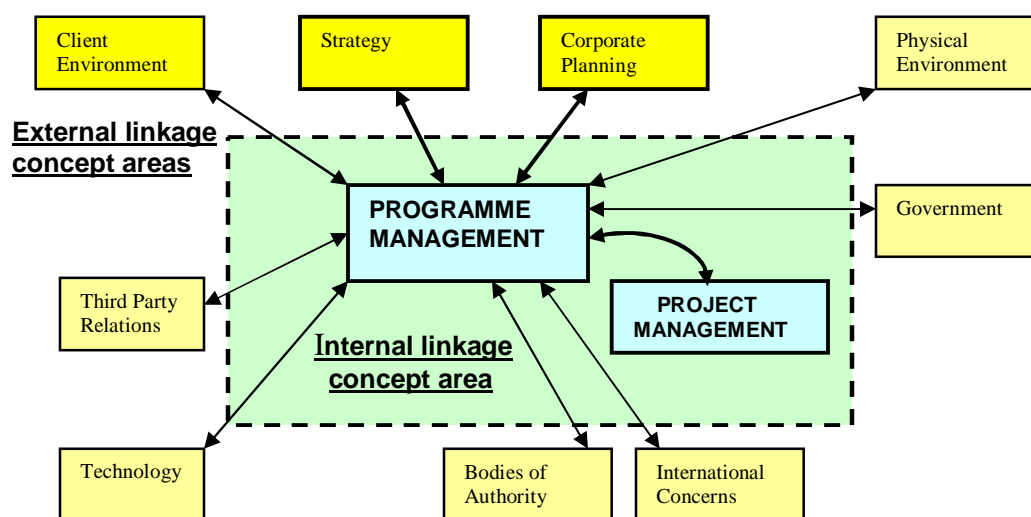 Client
Environment
Strategy
Corporate
Planning
Physical
Environment
External linkage
concept areas
PROGRAMME
MANAGEMENT
Government
Third Party
Relations
PROJECT
MANAGEMENT
Internal linkage
concept area
Technology
Bodies of
Authority
International
Concerns